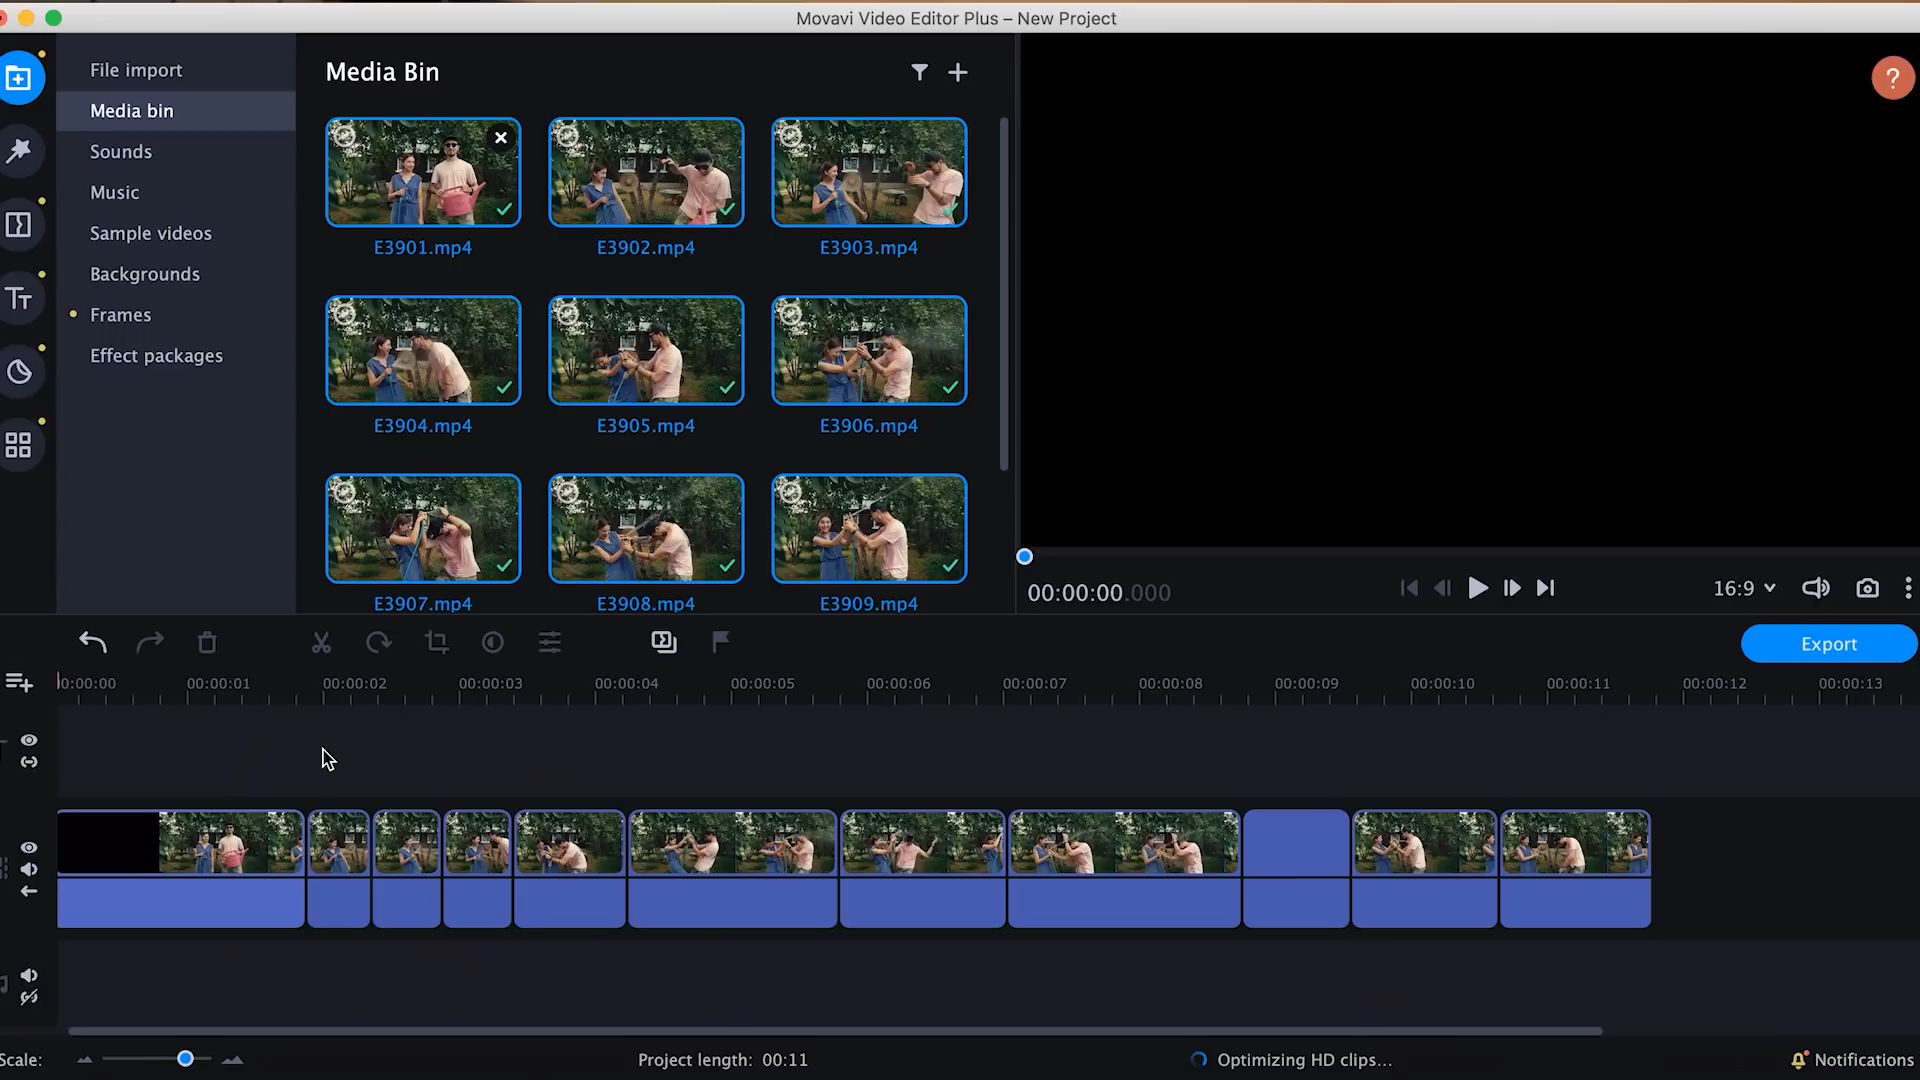 Movavi Video Editor Plus – New Project
File import
Media bin
Sounds
Music
Sample videos
Backgrounds
Frames
Effect packages
Media Bin
E3901.mp4
E3902.mp4
E3903.mp4
E3904.mp4
E3905.mp4
E3906.mp4
E3907.mp4
E3908.mp4
E3909.mp4
?
00:00:00.000
16:9
Export
00:00:00
00:00:01
00:00:02
00:00:03
00:00:04
00:00:05
00:00:06
00:00:07
00:00:08
00:00:09
00:00:10
00:00:11
00:00:12
00:00:13
Scale:
Project length: 00:11
Optimizing HD clips...
Notifications